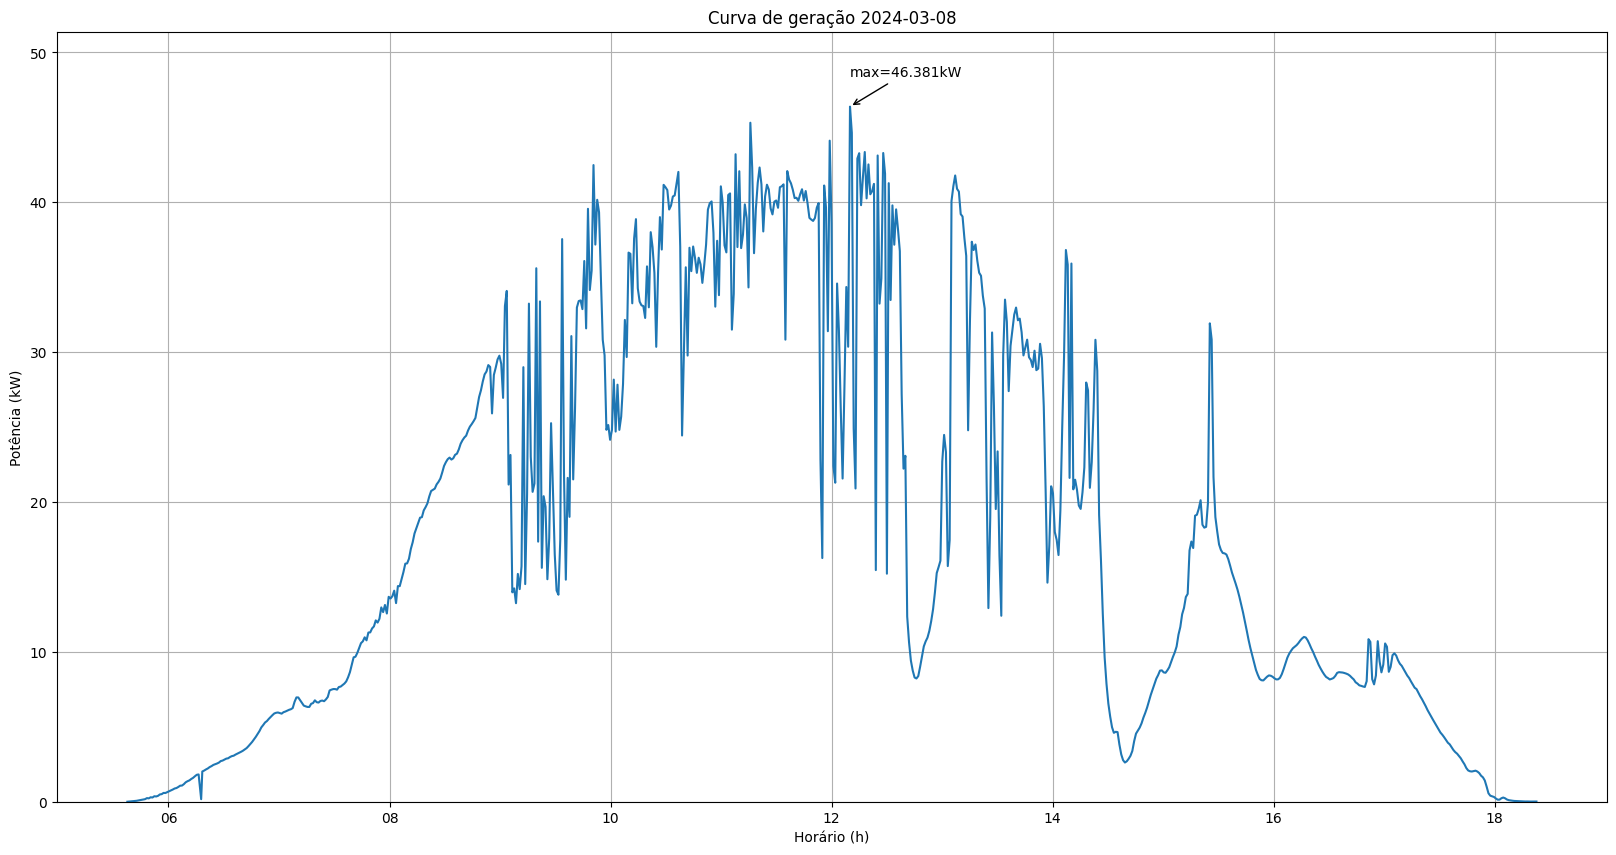 Curva de geração 2024-03-08
max=46.381kW
Potência (kW)
50
40
30
20
10
0
06 08 10 12 14 16 18
Horário (h)